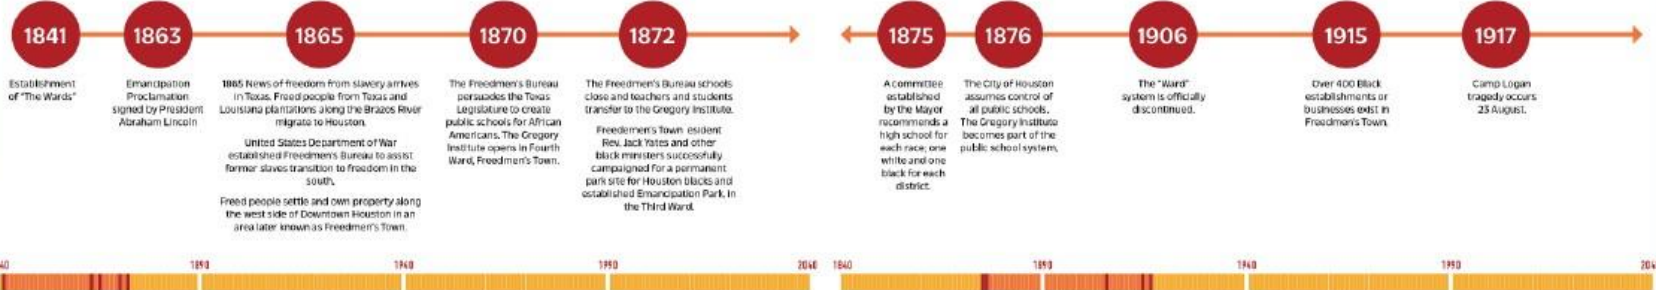 1841
Establishment
of "The Wards"
1863
Emancipation
Proclamation
signed by President
Abraham Lincoln
1865
1865 News of freedom from slavery arrives
in Texas. Freed people from Texas and
Louisiana plantations along the Brazos River
migrate to Houston.
United States Department of War
established Freedmen's Bureau to assist
former slaves transition to freedom in the
south.
Freed people settle and own property along
the west side of Downtown Houston in an
area later known as Freedmen's Town.
1870
The Freedmen's Bureau
persuades the Texas
Legislature to create
public schools for African
Americans. The Gregory
Institute opens in Fourth
Ward, Freedmen's Town.
1872
The Freedmen's Bureau schools
close and teachers and students
transfer to the Gregory Institute.
Freedemen's Town esident
Rev. Jack Yates and other
black ministers successfully
campaigned for a permanent
park site for Houston blacks and
established Emancipation Park, in
the Third Ward.
1875
A committee
established
by the Mayor
recommends a
high school for
each race; one
white and one
black for each
district.
1876
The City of Houston
assumes control of
all public schools.
The Gregory Institute
becomes part of the
public school system.
1906
The "Ward"
system is officially
discontinued.
1915
Over 400 Black
establishments or
businesses exist in
Freedmen's Town.
1917
Camp Logan
tragedy occurs
23 August.
40 1890 1940 1990 2040
1840 1890 1940 1990 204